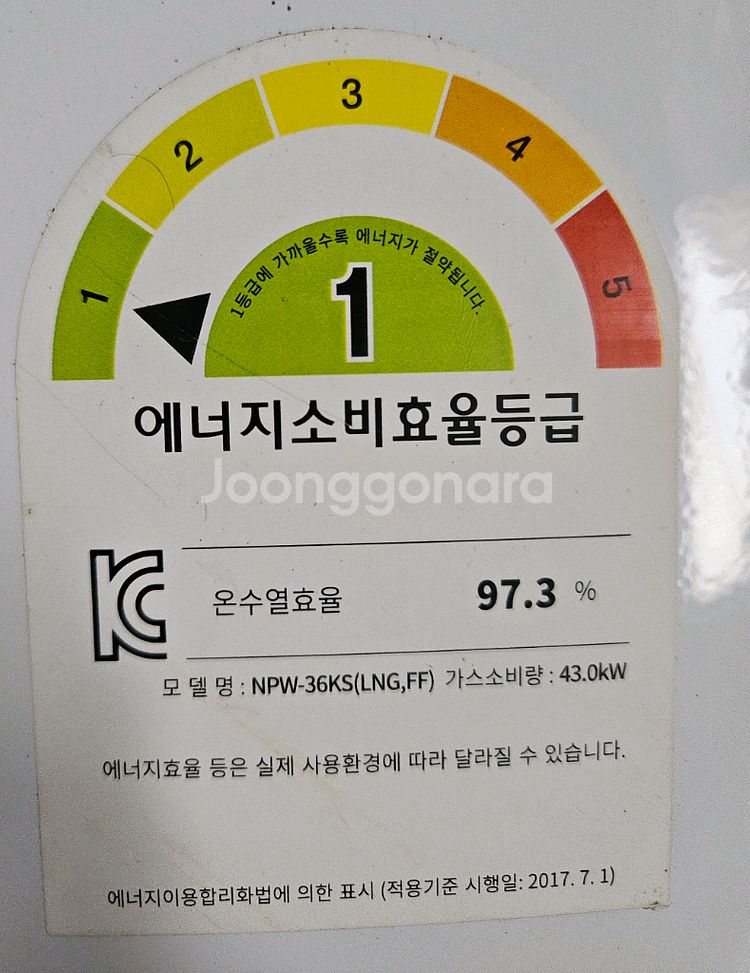 1
2
3
4
5
1등급에 가까울수록 에너지가 절약됩니다.
1
에너지소비효율등급
Joonggonara
온수열효율 97.3 %
모 델 명 : NPW-36KS(LNG,FF) 가스소비량 : 43.0kW
에너지효율 등은 실제 사용환경에 따라 달라질 수 있습니다.
에너지이용합리화법에 의한 표시 (적용기준 시행일: 2017. 7. 1)